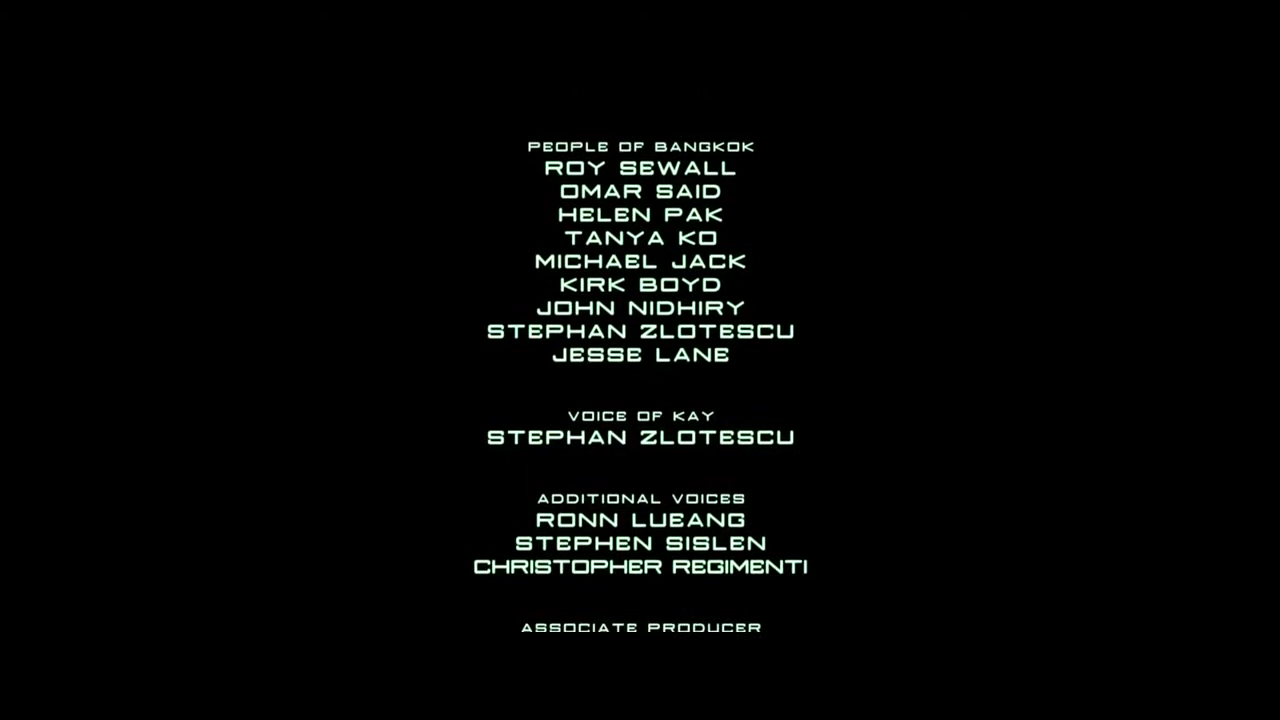 PEOPLE OF BANGKOK
ROY SEWALL
OMAR SAID
HELEN PAK
TANYA KO
MICHAEL JACK
KIRK BOYD
JOHN NIDHIRY
STEPHAN ZLOTESCU
JESSE LANE
VOICE OF KAY
STEPHAN ZLOTESCU
ADDITIONAL VOICES
RONN LUEANG
STEPHEN SISLEN
CHRISTOPHER REGIMENTI
ASSOCIATE PRODUCER